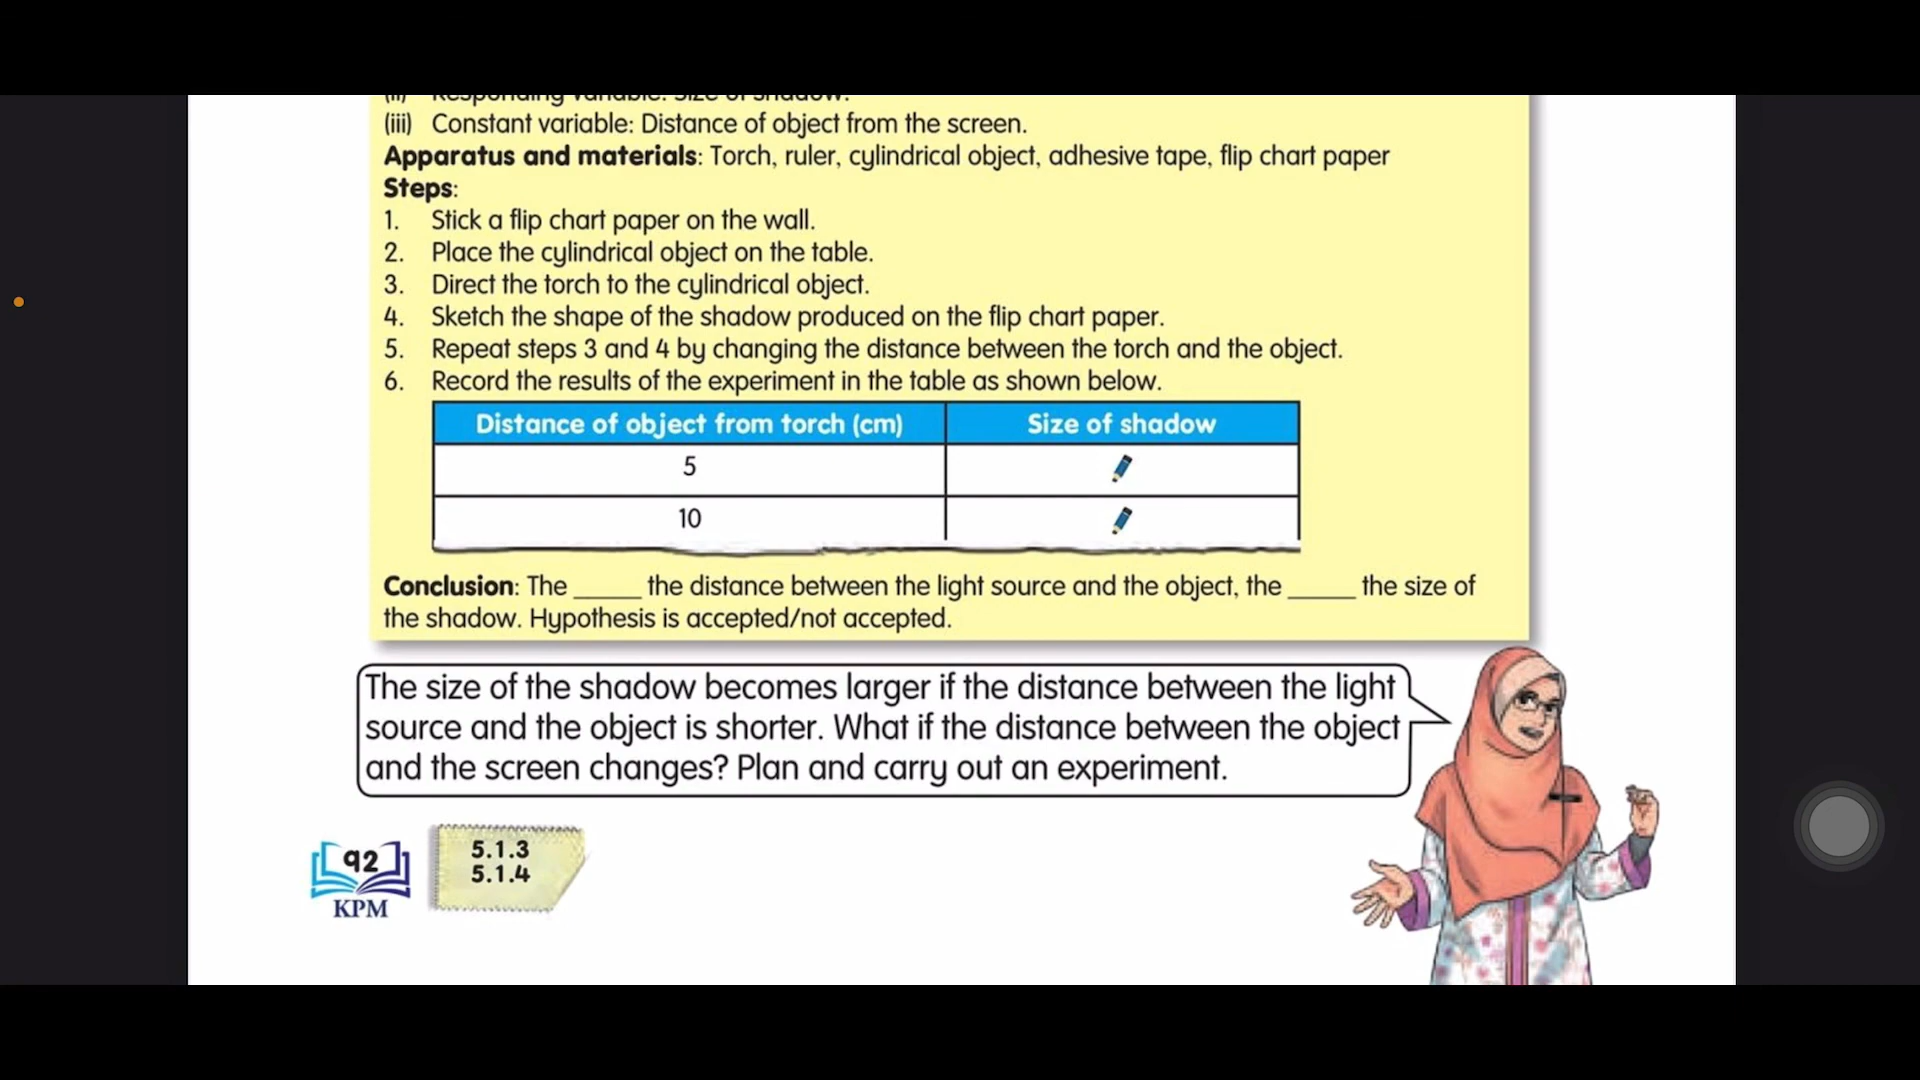 (ii) Responding variable: Size of shadow.
(iii) Constant variable: Distance of object from the screen.
Apparatus and materials: Torch, ruler, cylindrical object, adhesive tape, flip chart paper
Steps:
1. Stick a flip chart paper on the wall.
2. Place the cylindrical object on the table.
3. Direct the torch to the cylindrical object.
4. Sketch the shape of the shadow produced on the flip chart paper.
5. Repeat steps 3 and 4 by changing the distance between the torch and the object.
6. Record the results of the experiment in the table as shown below.
Distance of object from torch (cm) Size of shadow
5
10
Conclusion: The _____ the distance between the light source and the object, the _____ the size of
the shadow. Hypothesis is accepted/not accepted.
The size of the shadow becomes larger if the distance between the light
source and the object is shorter. What if the distance between the object
and the screen changes? Plan and carry out an experiment.
92
KPM
5.1.3
5.1.4